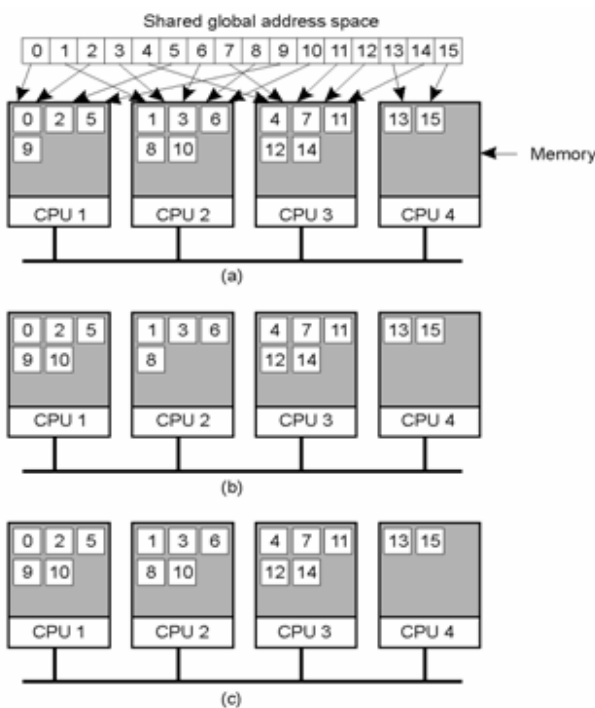 Shared global address space
0 1 2 3 4 5 6 7 8 9 10 11 12 13 14 15
0 2 5 1 3 6 4 7 11 13 15
9 8 10 12 14
Memory
CPU 1 CPU 2 CPU 3 CPU 4
(a)
0 2 5 1 3 6 4 7 11 13 15
9 10 8 12 14
CPU 1 CPU 2 CPU 3 CPU 4
(b)
0 2 5 1 3 6 4 7 11 13 15
9 10 8 10 12 14
CPU 1 CPU 2 CPU 3 CPU 4
(c)